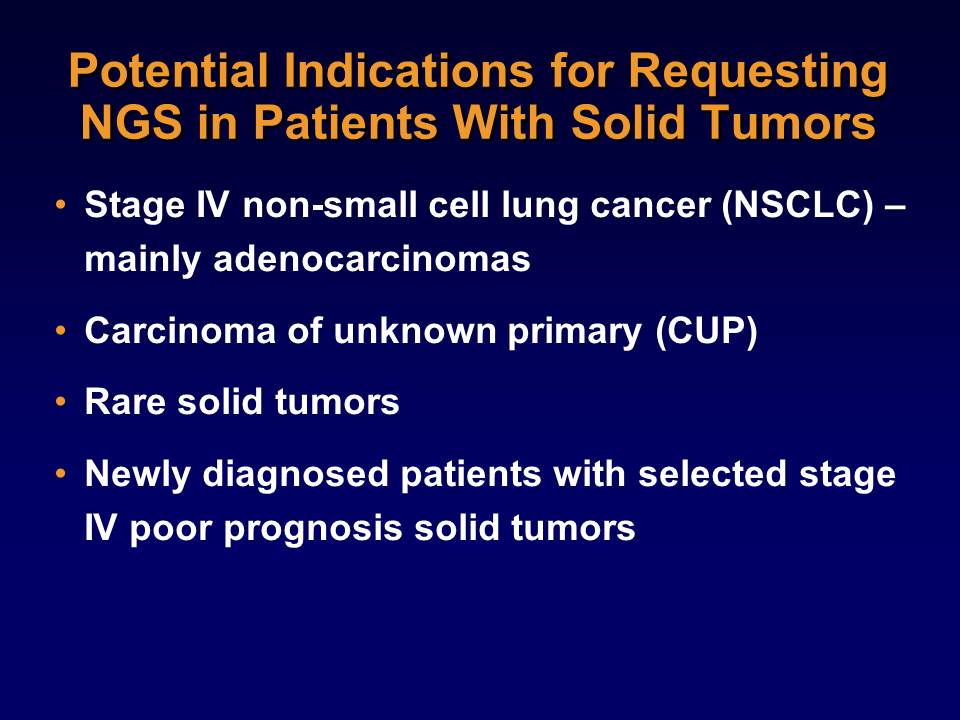 Potential Indications for Requesting
NGS in Patients With Solid Tumors
• Stage IV non-small cell lung cancer (NSCLC) –
mainly adenocarcinomas
• Carcinoma of unknown primary (CUP)
• Rare solid tumors
• Newly diagnosed patients with selected stage
IV poor prognosis solid tumors